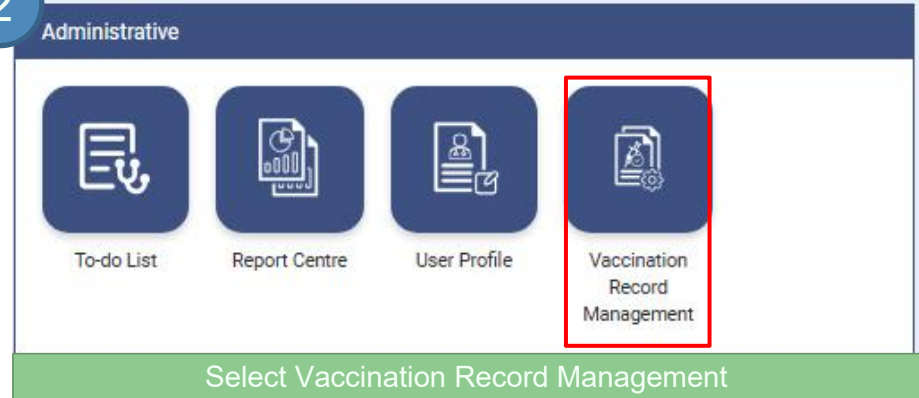 2
Administrative
To-do List
Report Centre
User Profile
Vaccination
Record
Management
Select Vaccination Record Management